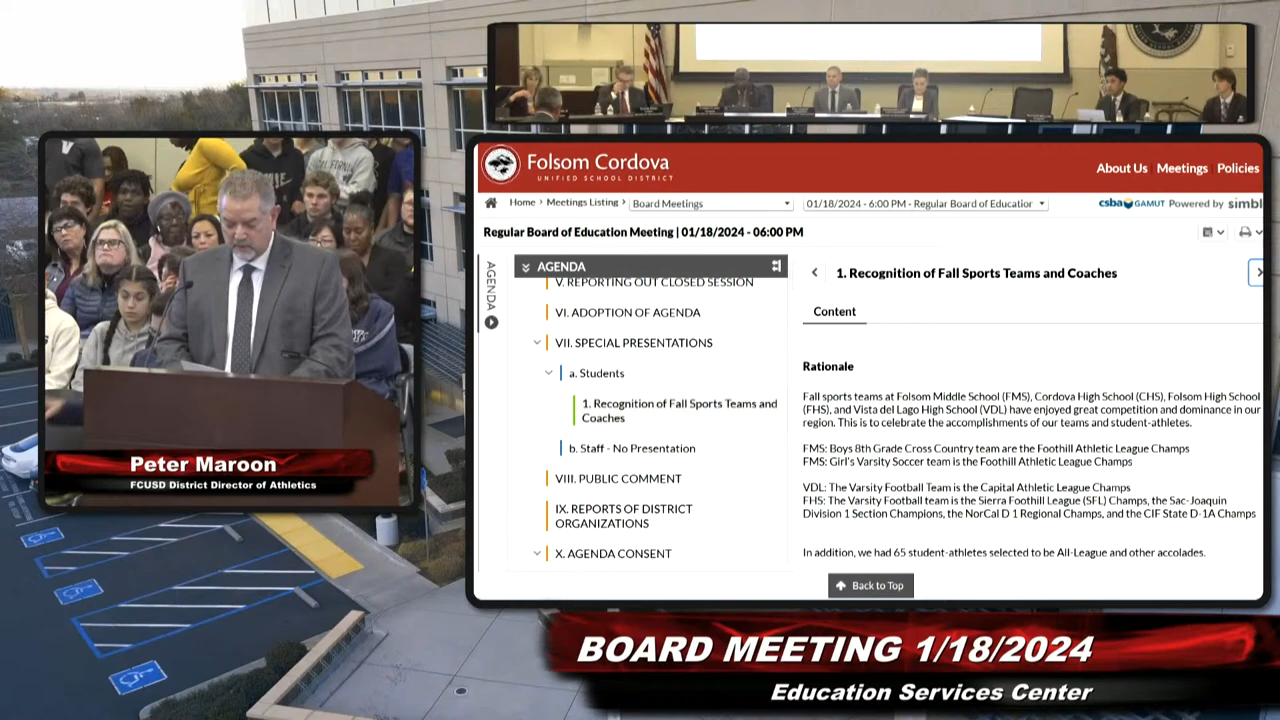 Folsom Cordova
UNIFIED SCHOOL DISTRICT
About Us Meetings Policies
Home › Meetings Listing › Board Meetings 01/18/2024 - 6:00 PM - Regular Board of Educatior
csba GAMUT Powered by simbl
Regular Board of Education Meeting | 01/18/2024 - 06:00 PM
AGENDA
AGENDA
V. REPORTING OUT CLOSED SESSION
VI. ADOPTION OF AGENDA
VII. SPECIAL PRESENTATIONS
a. Students
1. Recognition of Fall Sports Teams and
Coaches
b. Staff - No Presentation
VIII. PUBLIC COMMENT
IX. REPORTS OF DISTRICT
ORGANIZATIONS
X. AGENDA CONSENT
1. Recognition of Fall Sports Teams and Coaches
Content
Rationale
Fall sports teams at Folsom Middle School (FMS), Cordova High School (CHS), Folsom High School
(FHS), and Vista del Lago High School (VDL) have enjoyed great competition and dominance in our
region. This is to celebrate the accomplishments of our teams and student-athletes.
FMS: Boys 8th Grade Cross Country team are the Foothill Athletic League Champs
FMS: Girl's Varsity Soccer team is the Foothill Athletic League Champs
VDL: The Varsity Football Team is the Capital Athletic League Champs
FHS: The Varsity Football team is the Sierra Foothill League (SFL) Champs, the Sac-Joaquin
Division 1 Section Champions, the NorCal D 1 Regional Champs, and the CIF State D-1A Champs
In addition, we had 65 student-athletes selected to be All-League and other accolades.
Back to Top
Peter Maroon
FCUSD District Director of Athletics
BOARD MEETING 1/18/2024
Education Services Center